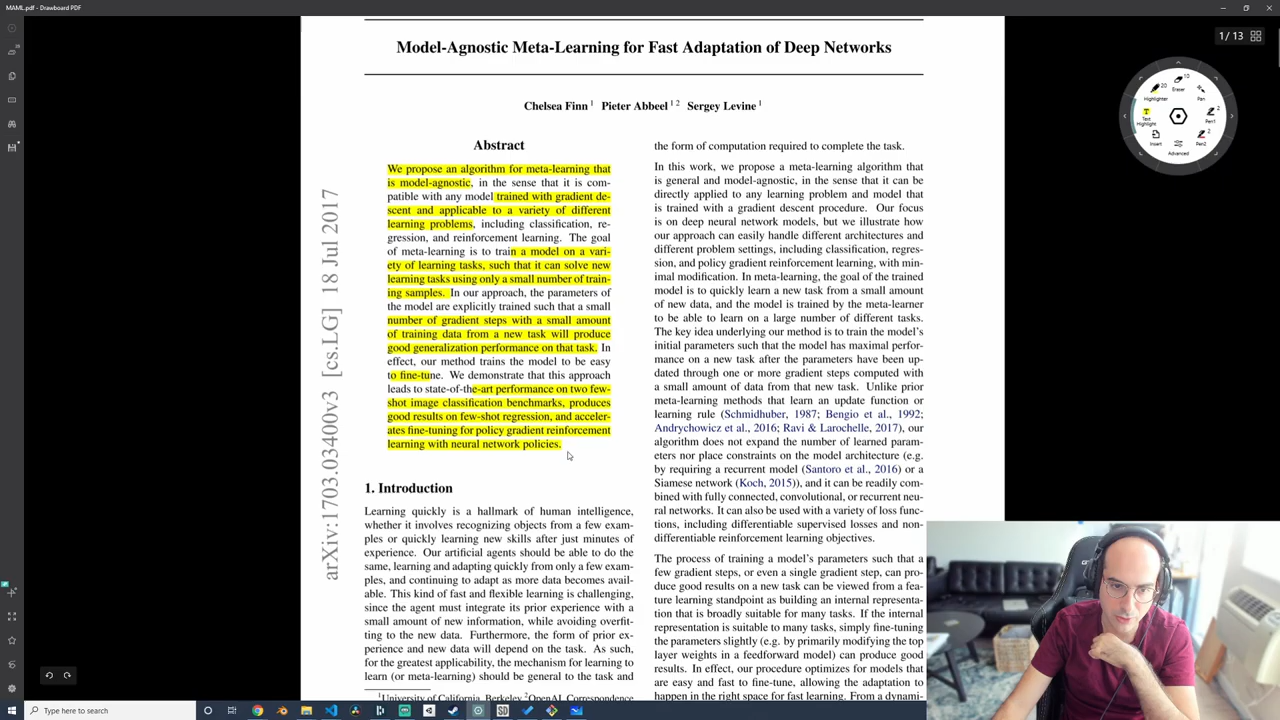 MAML.pdf - Drawboard PDF
1 / 13
Model-Agnostic Meta-Learning for Fast Adaptation of Deep Networks
Chelsea Finn 1 Pieter Abbeel 1 2 Sergey Levine 1
Abstract
We propose an algorithm for meta-learning that
is model-agnostic, in the sense that it is com-
patible with any model trained with gradient de-
scent and applicable to a variety of different
learning problems, including classification, re-
gression, and reinforcement learning. The goal
of meta-learning is to train a model on a vari-
ety of learning tasks, such that it can solve new
learning tasks using only a small number of train-
ing samples. In our approach, the parameters of
the model are explicitly trained such that a small
number of gradient steps with a small amount
of training data from a new task will produce
good generalization performance on that task. In
effect, our method trains the model to be easy
to fine-tune. We demonstrate that this approach
leads to state-of-the-art performance on two few-
shot image classification benchmarks, produces
good results on few-shot regression, and acceler-
ates fine-tuning for policy gradient reinforcement
learning with neural network policies.
1. Introduction
Learning quickly is a hallmark of human intelligence,
whether it involves recognizing objects from a few exam-
ples or quickly learning new skills after just minutes of
experience. Our artificial agents should be able to do the
same, learning and adapting quickly from only a few exam-
ples, and continuing to adapt as more data becomes avail-
able. This kind of fast and flexible learning is challenging,
since the agent must integrate its prior experience with a
small amount of new information, while avoiding overfit-
ting to the new data. Furthermore, the form of prior ex-
perience and new data will depend on the task. As such,
for the greatest applicability, the mechanism for learning to
learn (or meta-learning) should be general to the task and
1University of California, Berkeley 2OpenAI. Correspondence
the form of computation required to complete the task.
In this work, we propose a meta-learning algorithm that
is general and model-agnostic, in the sense that it can be
directly applied to any learning problem and model that
is trained with a gradient descent procedure. Our focus
is on deep neural network models, but we illustrate how
our approach can easily handle different architectures and
different problem settings, including classification, regres-
sion, and policy gradient reinforcement learning, with min-
imal modification. In meta-learning, the goal of the trained
model is to quickly learn a new task from a small amount
of new data, and the model is trained by the meta-learner
to be able to learn on a large number of different tasks.
The key idea underlying our method is to train the model's
initial parameters such that the model has maximal perfor-
mance on a new task after the parameters have been up-
dated through one or more gradient steps computed with
a small amount of data from that new task. Unlike prior
meta-learning methods that learn an update function or
learning rule (Schmidhuber, 1987; Bengio et al., 1992;
Andrychowicz et al., 2016; Ravi & Larochelle, 2017), our
algorithm does not expand the number of learned param-
eters nor place constraints on the model architecture (e.g.
by requiring a recurrent model (Santoro et al., 2016) or a
Siamese network (Koch, 2015)), and it can be readily com-
bined with fully connected, convolutional, or recurrent neu-
ral networks. It can also be used with a variety of loss func-
tions, including differentiable supervised losses and non-
differentiable reinforcement learning objectives.
The process of training a model's parameters such that a
few gradient steps, or even a single gradient step, can pro-
duce good results on a new task can be viewed from a fea-
ture learning standpoint as building an internal representa-
tion that is broadly suitable for many tasks. If the internal
representation is suitable to many tasks, simply fine-tuning
the parameters slightly (e.g. by primarily modifying the top
layer weights in a feedforward model) can produce good
results. In effect, our procedure optimizes for models that
are easy and fast to fine-tune, allowing the adaptation to
happen in the right space for fast learning. From a dynami-
arXiv:1703.03400v3 [cs.LG] 18 Jul 2017
Highlighter
20
Eraser
10
Pan
Text
Highlight
T
Pen1
2
Insert
Pen2
2
Advanced
Type here to search
SD